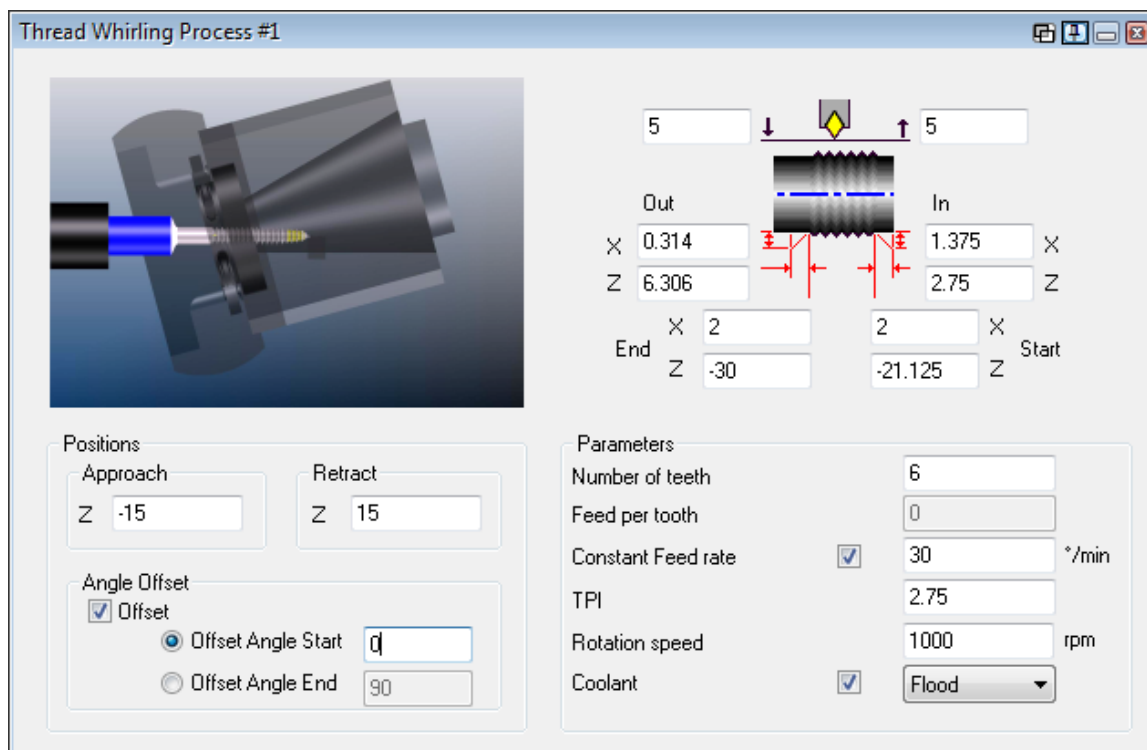 Thread Whirling Process #1
5 5
Out In
X 0.314 1.375 X
Z 6.306 2.75 Z
End X 2 2 X Start
Z -30 -21.125 Z
Positions
Approach Retract
Z -15 Z 15
Angle Offset
Offset
Offset Angle Start 0
Offset Angle End 90
Parameters
Number of teeth 6
Feed per tooth 0
Constant Feed rate 30 °/min
TPI 2.75
Rotation speed 1000 rpm
Coolant Flood